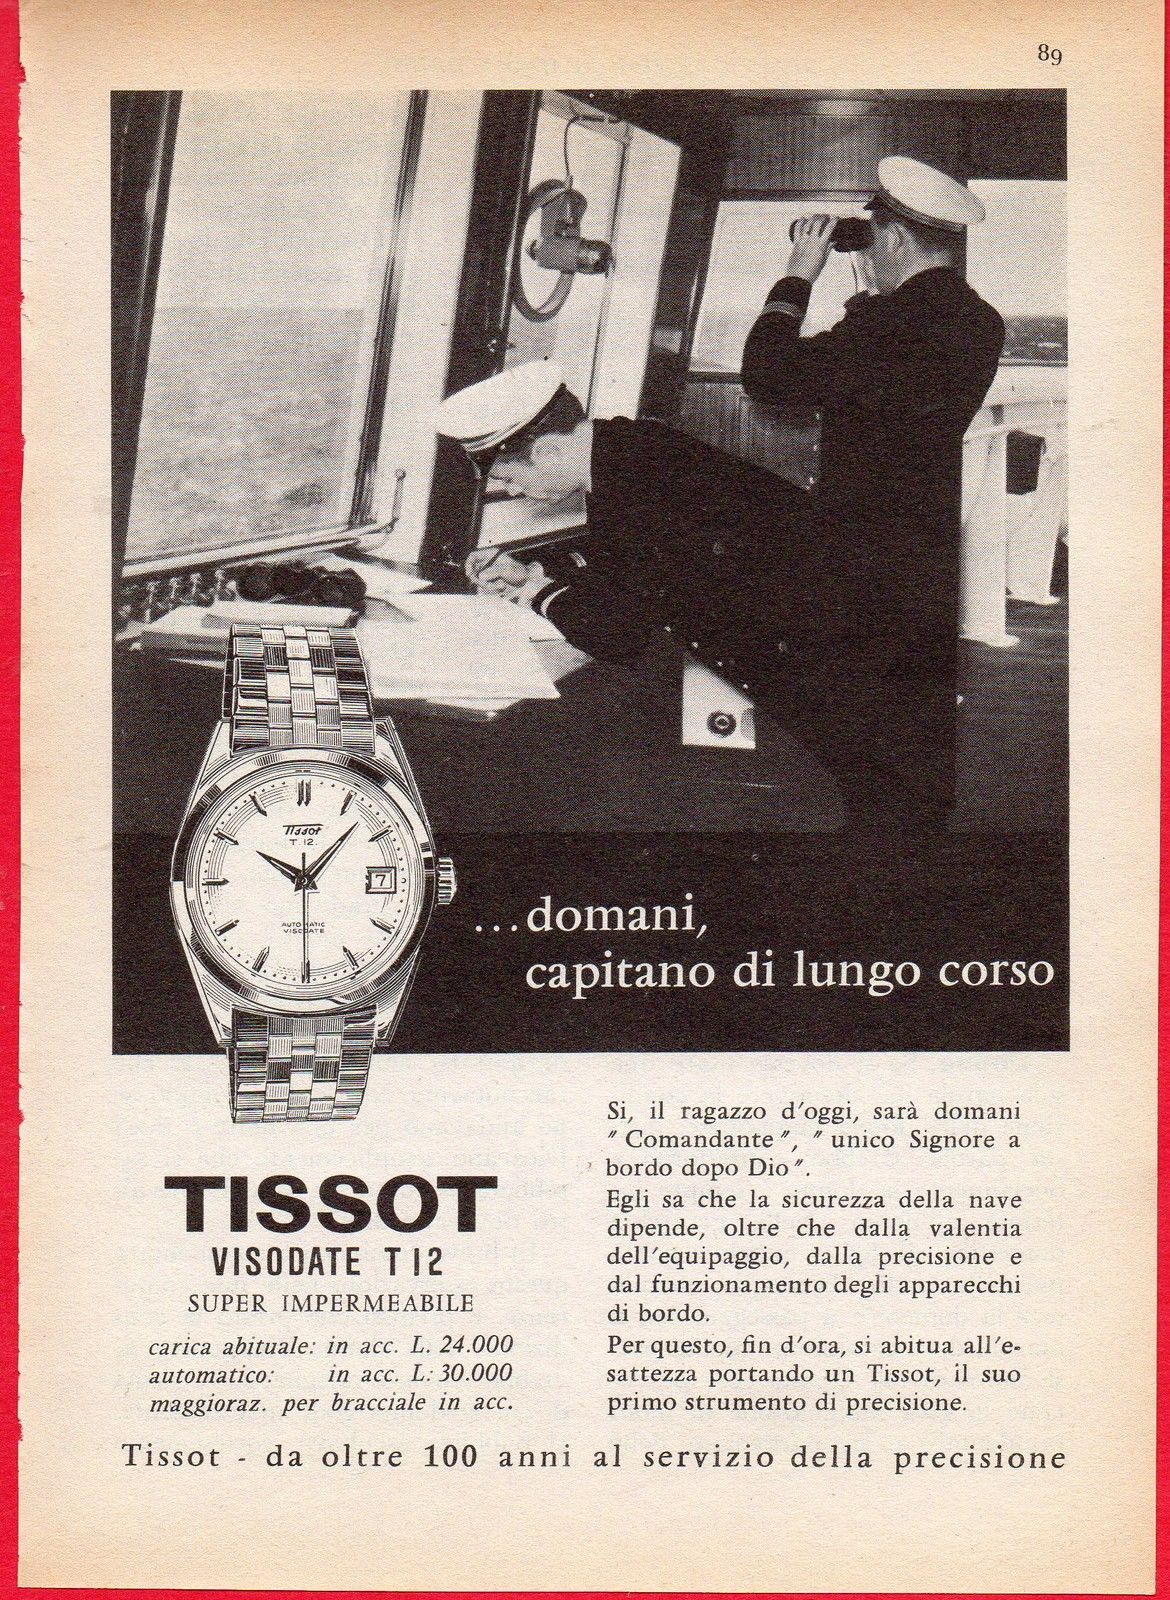 89
Tissot
T.12.
7
AUTOMATIC
VISODATE
...domani,
capitano di lungo corso
TISSOT
VISODATE T12
SUPER IMPERMEABILE
carica abituale: in acc. L. 24.000
automatico: in acc. L: 30.000
maggioraz. per bracciale in acc.
Si, il ragazzo d'oggi, sarà domani
"Comandante", "unico Signore a
bordo dopo Dio".
Egli sa che la sicurezza della nave
dipende, oltre che dalla valentia
dell'equipaggio, dalla precisione e
dal funzionamento degli apparecchi
di bordo.
Per questo, fin d'ora, si abitua all'e-
sattezza portando un Tissot, il suo
primo strumento di precisione.
Tissot - da oltre 100 anni al servizio della precisione